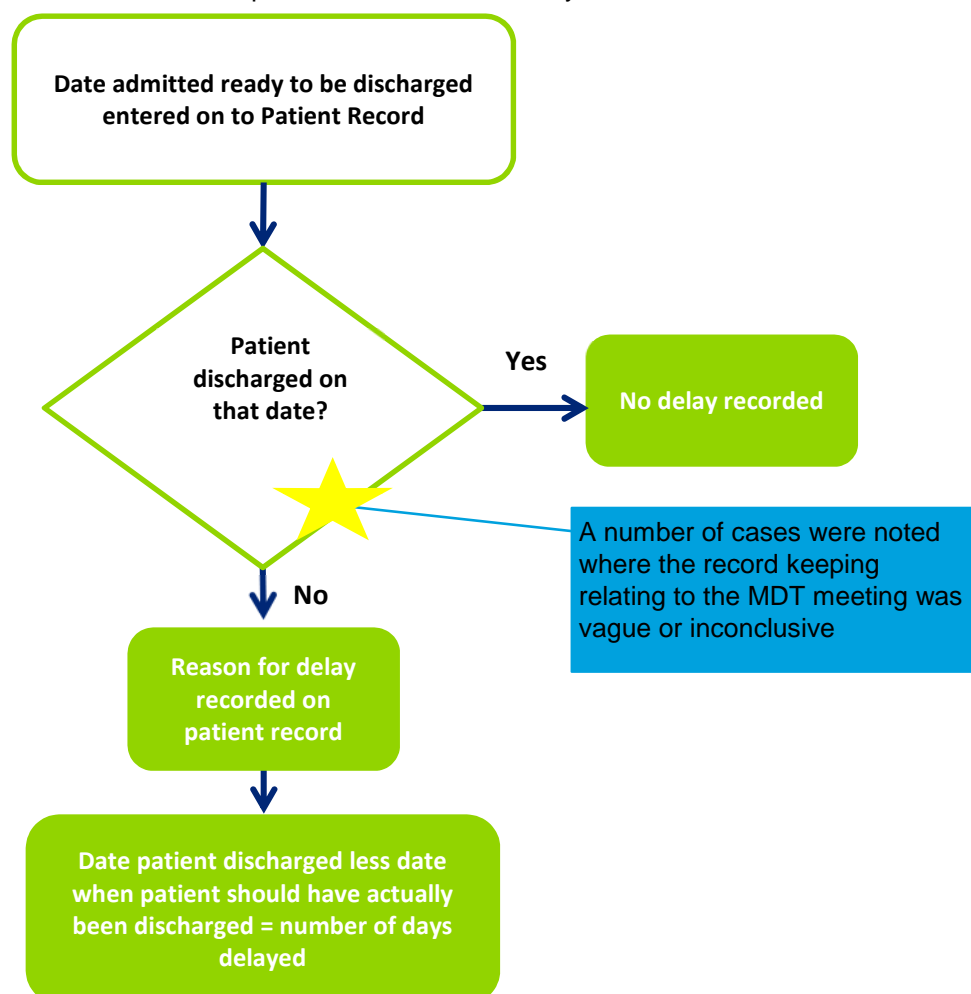 Date admitted ready to be discharged
entered on to Patient Record
Patient
discharged on
that date?
Yes
No delay recorded
A number of cases were noted
where the record keeping
relating to the MDT meeting was
vague or inconclusive
No
Reason for delay
recorded on
patient record
Date patient discharged less date
when patient should have actually
been discharged = number of days
delayed